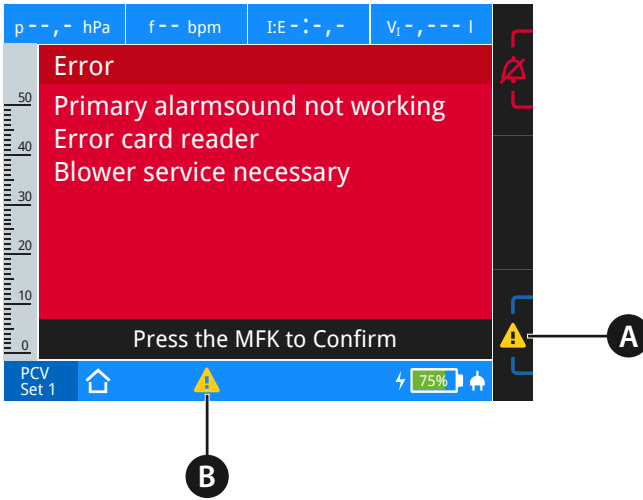 p --,- hPa f -- bpm I:E -:-,- VI -,--- l
Error
Primary alarmsound not working
Error card reader
Blower service necessary
50
40
30
20
10
0
Press the MFK to Confirm
A
PCV
Set 1
75%
B